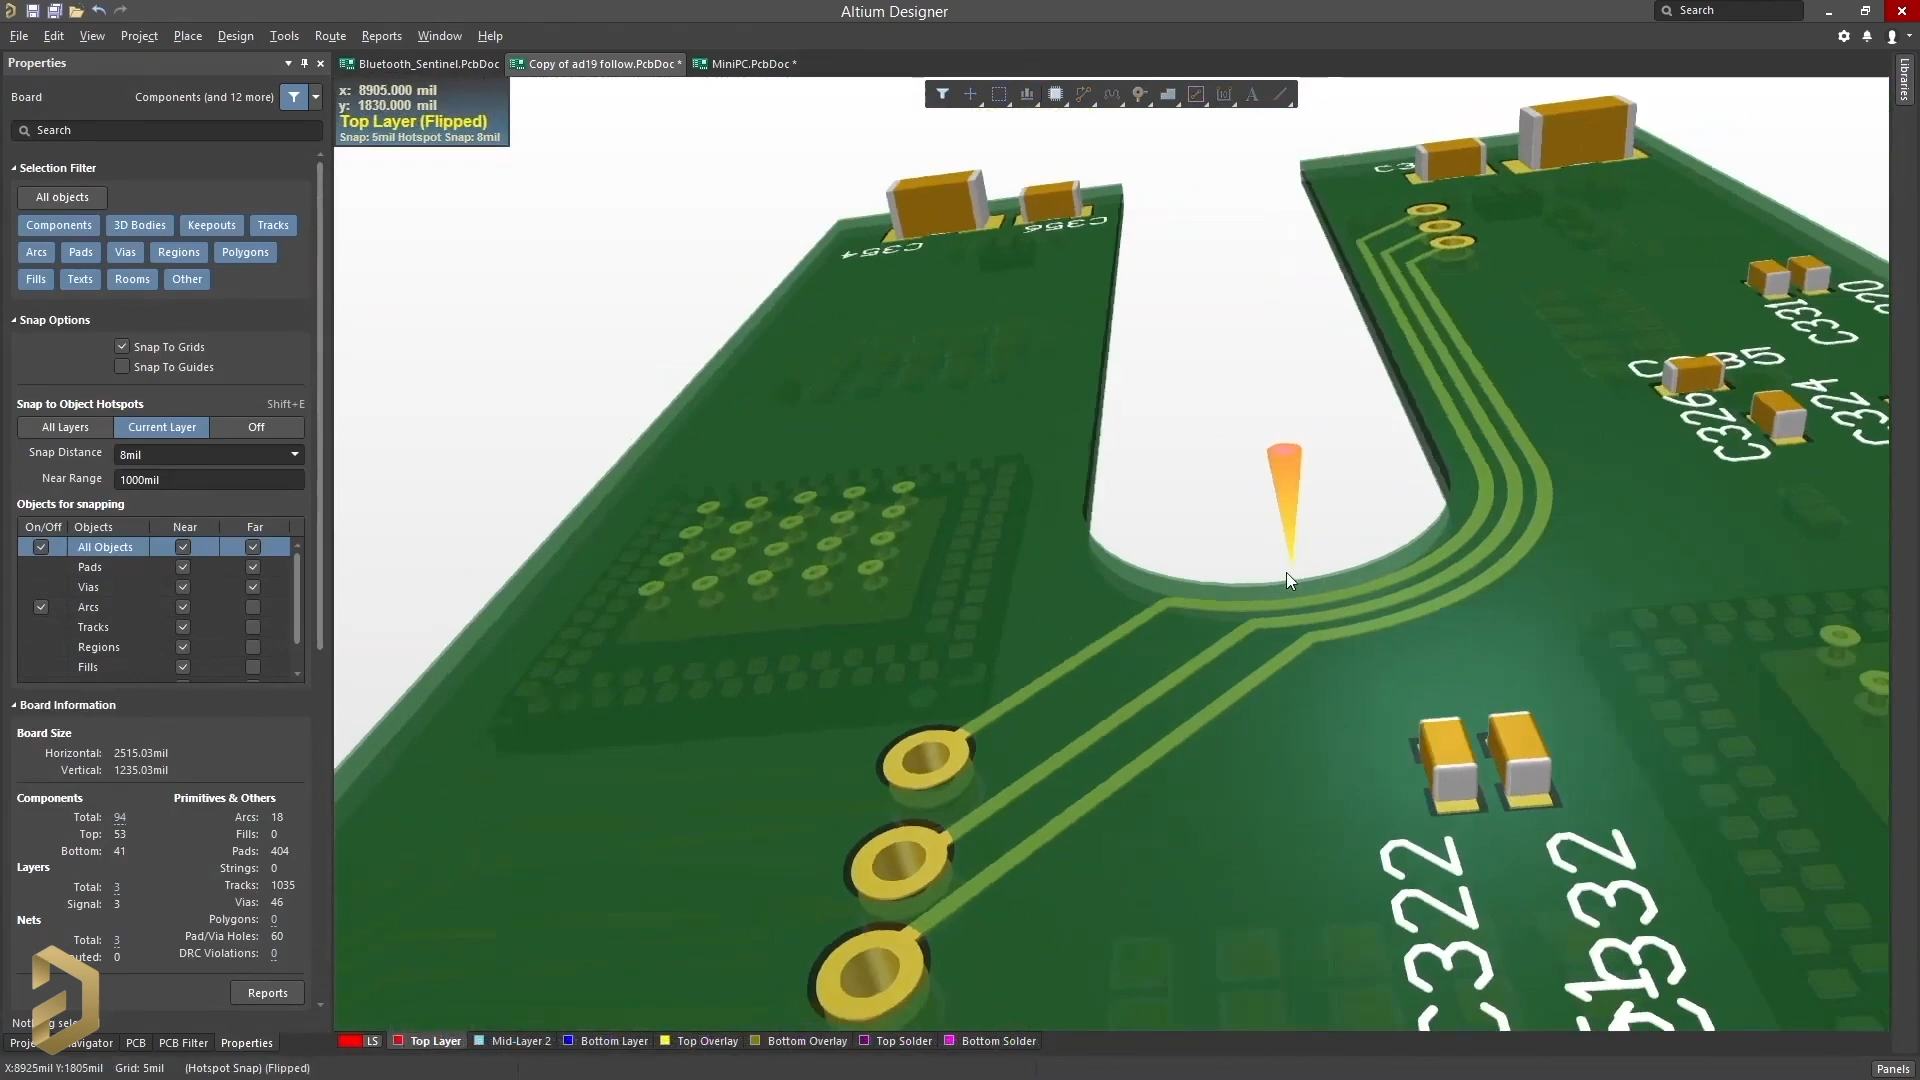 Altium Designer
Search
File Edit View Project Place Design Tools Route Reports Window Help
Properties
Bluetooth_Sentinel.PcbDoc
Copy of ad19 follow.PcbDoc *
MiniPC.PcbDoc *
Libraries
Board
Components (and 12 more)
Search
x: 8905.000 mil
y: 1830.000 mil
Top Layer (Flipped)
Snap: 5mil Hotspot Snap: 8mil
Selection Filter
All objects
Components 3D Bodies Keepouts Tracks
Arcs Pads Vias Regions Polygons
Fills Texts Rooms Other
Snap Options
Snap To Grids
Snap To Guides
Snap to Object Hotspots Shift+E
All Layers Current Layer Off
Snap Distance 8mil
Near Range 1000mil
Objects for snapping
On/Off Objects Near Far
All Objects
Pads
Vias
Arcs
Tracks
Regions
Fills
Board Information
Board Size
Horizontal: 2515.03mil
Vertical: 1235.03mil
Components Primitives & Others
Total: 94 Arcs: 18
Top: 53 Fills: 0
Bottom: 41 Pads: 404
Layers Strings: 0
Total: 3 Tracks: 1035
Signal: 3 Vias: 46
Nets Polygons: 0
Total: 3 Pad/Via Holes: 60
uted: 0 DRC Violations: 0
Reports
C354
C356
C331
C326
C324
C322
C332
PCB PCB Filter Properties
LS Top Layer Mid-Layer 2 Bottom Layer Top Overlay Bottom Overlay Top Solder Bottom Solder
X:8925mil Y:1805mil Grid: 5mil (Hotspot Snap) (Flipped)
Panels